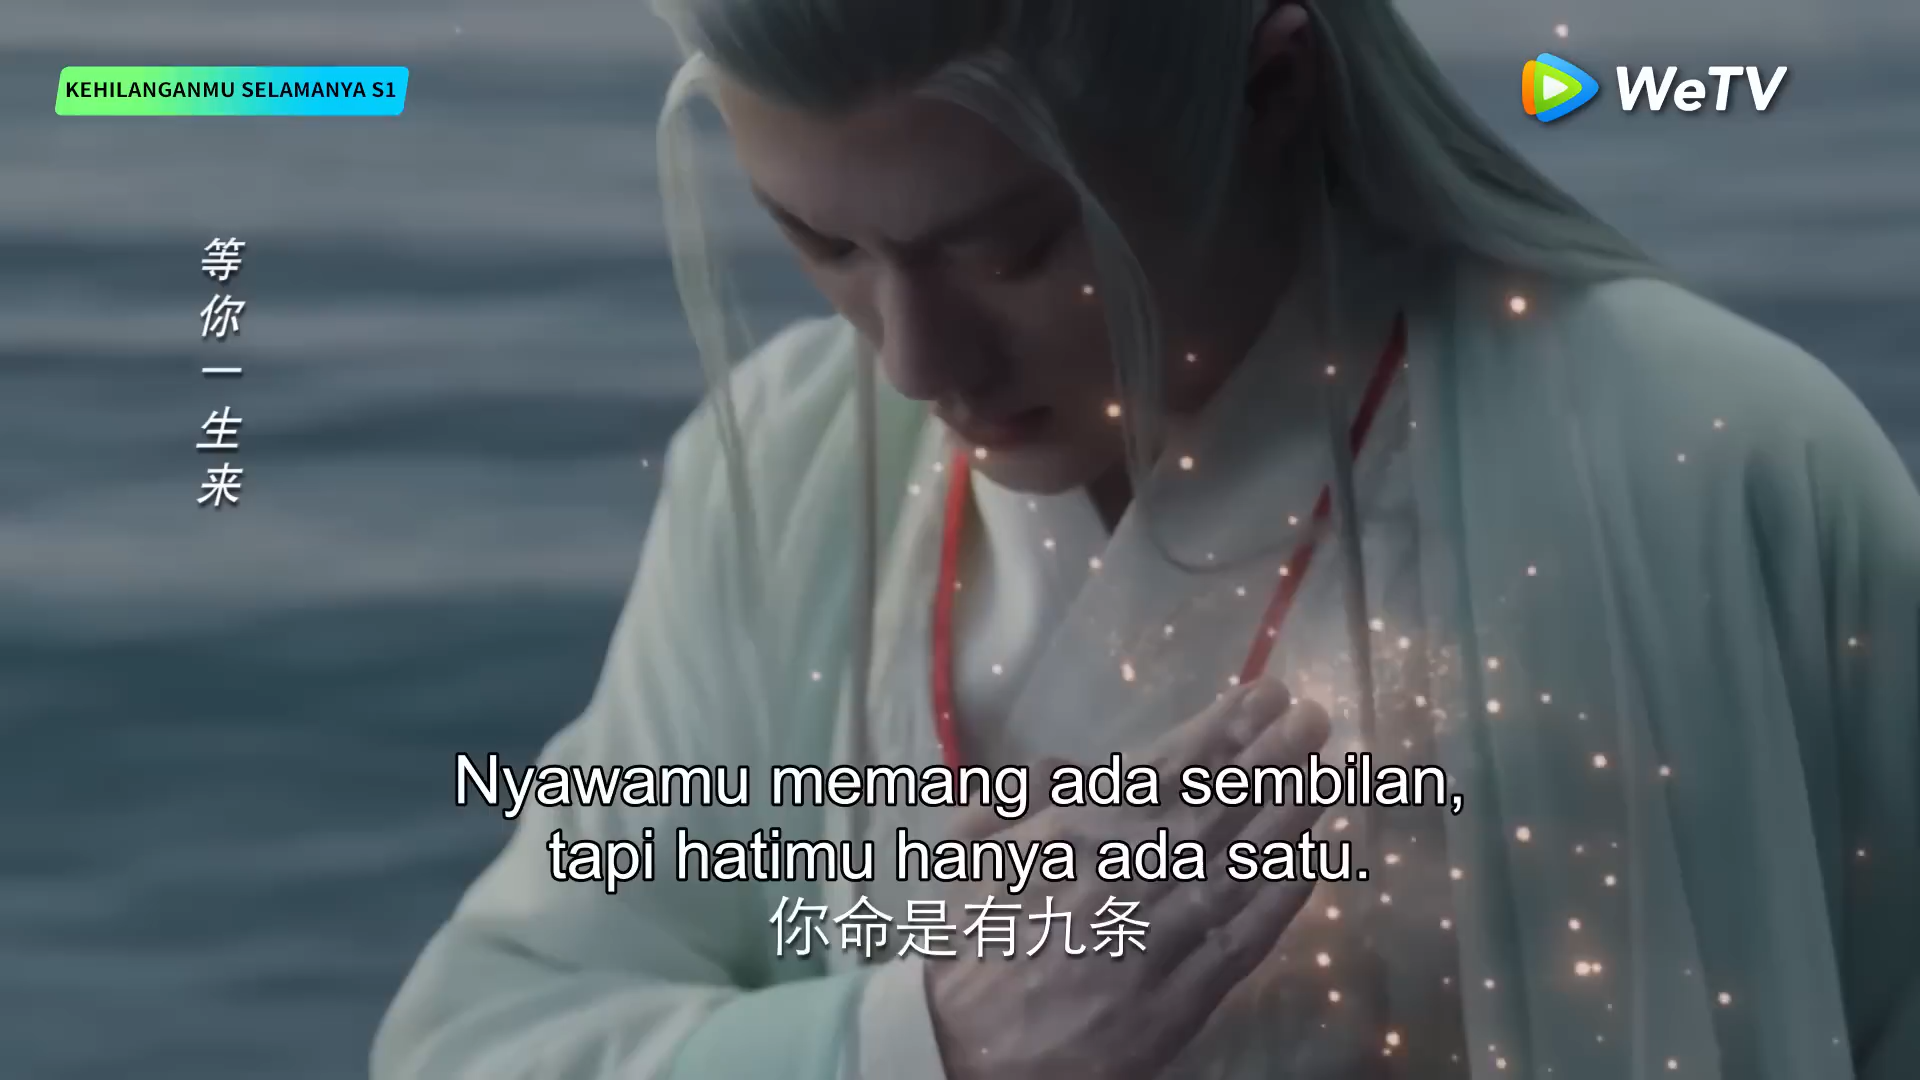 KEHILANGANMU SELAMANYA S1
WeTV
等你一生来
Nyawamu memang ada sembilan,
tapi hatimu hanya ada satu.
你命是有九条